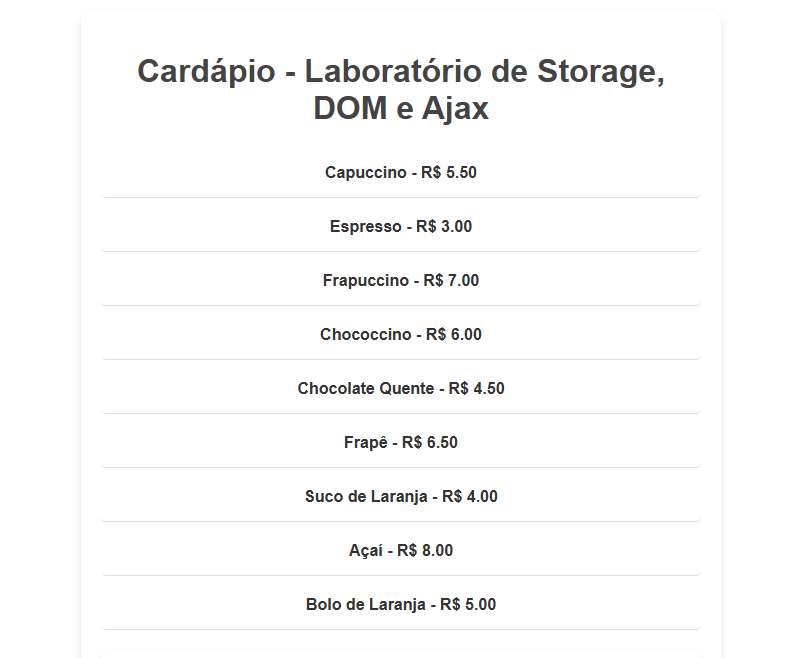 Cardápio - Laboratório de Storage,
DOM e Ajax
Capuccino - R$ 5.50
Espresso - R$ 3.00
Frapuccino - R$ 7.00
Chococcino - R$ 6.00
Chocolate Quente - R$ 4.50
Frapê - R$ 6.50
Suco de Laranja - R$ 4.00
Açaí - R$ 8.00
Bolo de Laranja - R$ 5.00